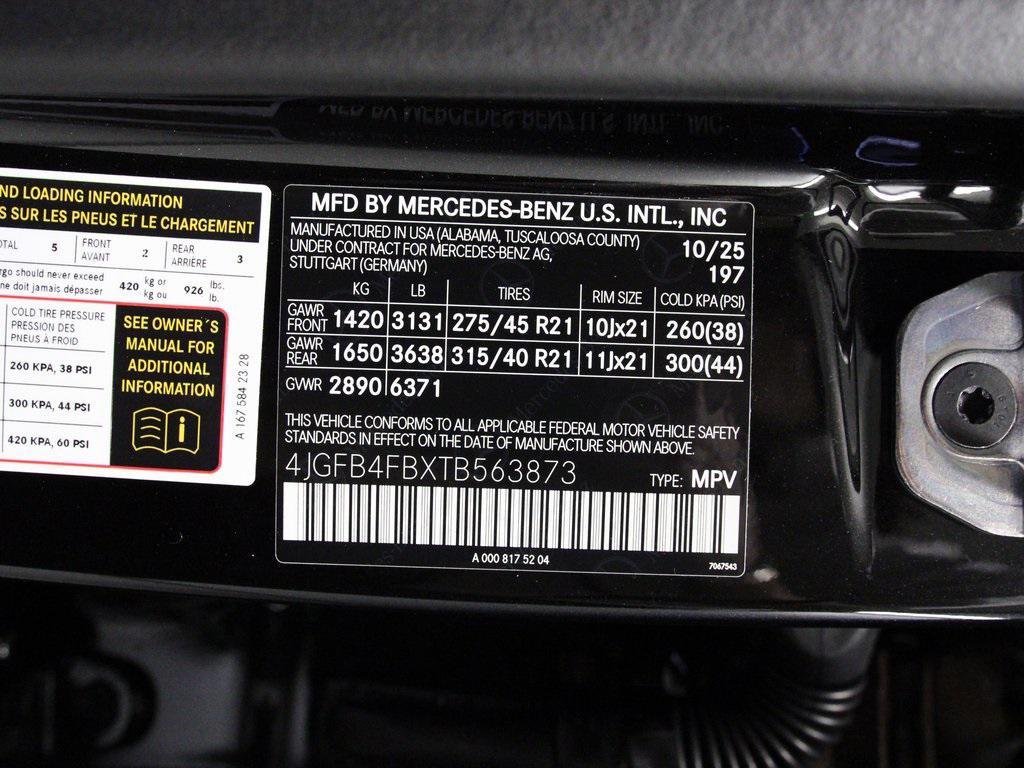 ND LOADING INFORMATION
S SUR LES PNEUS ET LE CHARGEMENT
OTAL 5 FRONT AVANT 2 REAR ARRIÈRE 3
rgo should never exceed
ne doit jamais dépasser 420 kg or kg ou 926 lbs. lb.
COLD TIRE PRESSURE
PRESSION DES
PNEUS À FROID
260 KPA, 38 PSI
300 KPA, 44 PSI
420 KPA, 60 PSI
SEE OWNER´S
MANUAL FOR
ADDITIONAL
INFORMATION
A 167 584 23 28
MFD BY MERCEDES-BENZ U.S. INTL., INC
MANUFACTURED IN USA (ALABAMA, TUSCALOOSA COUNTY)
UNDER CONTRACT FOR MERCEDES-BENZ AG,
STUTTGART (GERMANY)
10/25
197
KG LB TIRES RIM SIZE COLD KPA (PSI)
GAWR FRONT 1420 3131 275/45 R21 10Jx21 260(38)
GAWR REAR 1650 3638 315/40 R21 11Jx21 300(44)
GVWR 2890 6371
THIS VEHICLE CONFORMS TO ALL APPLICABLE FEDERAL MOTOR VEHICLE SAFETY
STANDARDS IN EFFECT ON THE DATE OF MANUFACTURE SHOWN ABOVE.
4JGFB4FBXTB563873 TYPE: MPV
A 000 817 52 04
7067543